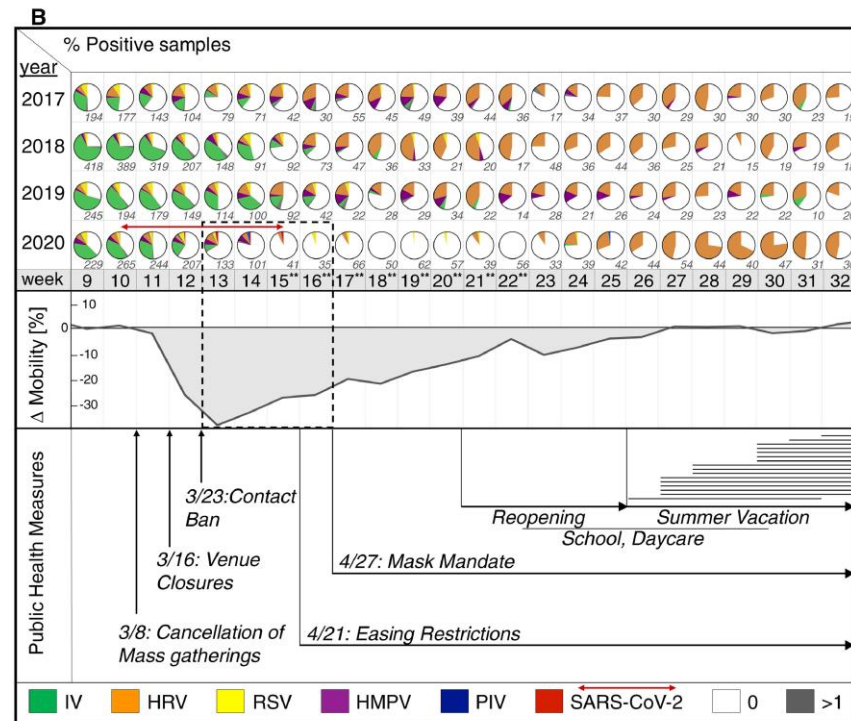 B
% Positive samples
year
2017
194 177 143 104 79 71 42 30 55 45 49 39 44 36 17 34 37 30 29 30 30 30 23
2018
418 389 319 207 148 91 92 73 47 36 33 21 20 17 48 36 44 36 25 21 15 19 19
2019
245 194 179 149 114 100 92 42 22 28 29 34 22 14 28 21 26 24 29 23 22 22 10
2020
229 265 244 207 133 101 41 35 66 50 62 57 39 56 33 39 42 44 54 44 40 47 31
week 9 10 11 12 13 14 15** 16** 17** 18** 19** 20** 21** 22** 23 24 25 26 27 28 29 30 31 32
Δ Mobility [%]
10
0
-10
-20
-30
Public Health Measures
3/23:Contact
Ban
Reopening Summer Vacation
School, Daycare
3/16: Venue
Closures
4/27: Mask Mandate
3/8: Cancellation of
Mass gatherings
4/21: Easing Restrictions
IV HRV RSV HMPV PIV SARS-CoV-2 0 >1